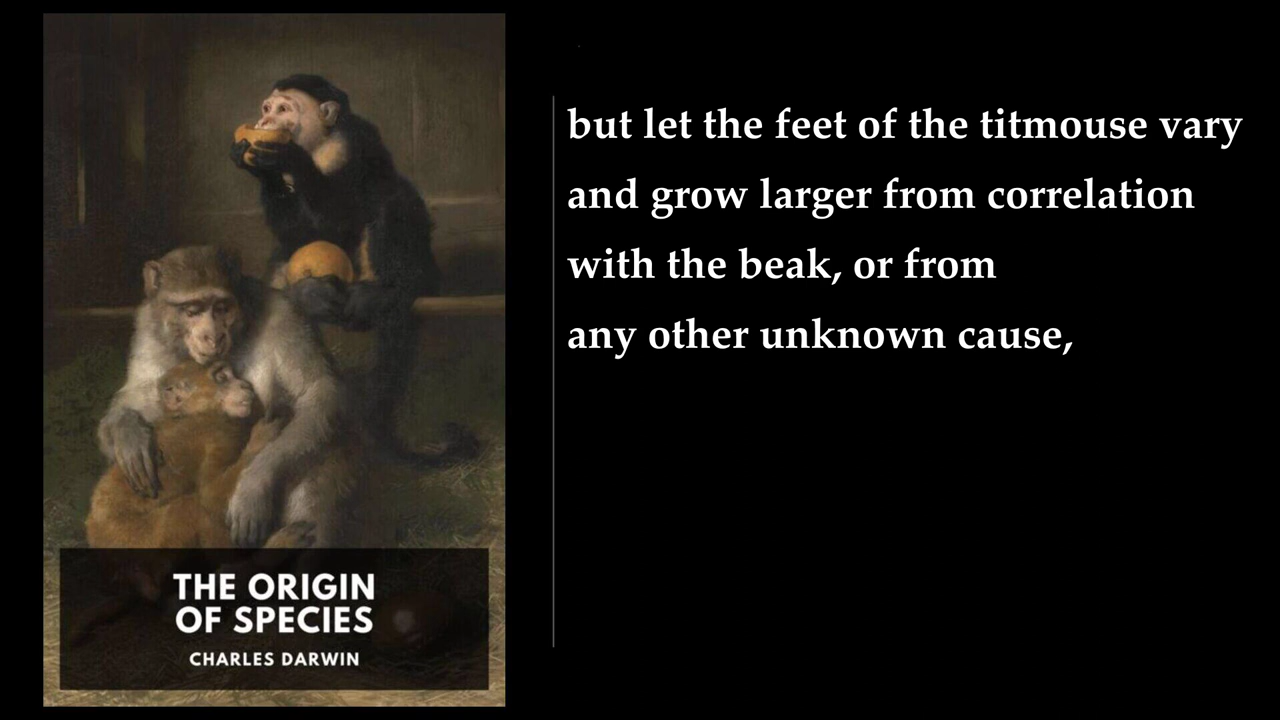 THE ORIGIN
OF SPECIES
CHARLES DARWIN
but let the feet of the titmouse vary
and grow larger from correlation
with the beak, or from
any other unknown cause,